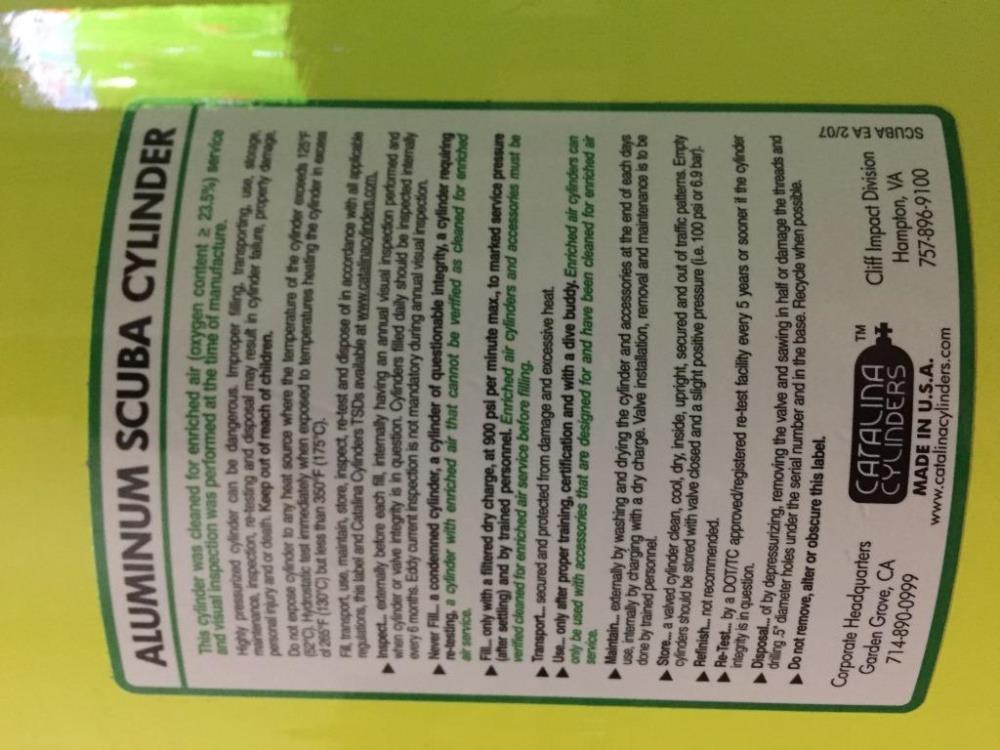 ALUMINUM SCUBA CYLINDER
This cylinder was cleaned for enriched air (oxygen content ≥ 23.5%) service
and visual inspection was performed at the time of manufacture.
Highly pressurized cylinder can be dangerous. Improper filling, transporting, use, storage,
maintenance, inspection, re-testing and disposal may result in cylinder failure, property damage,
personal injury and or death. Keep out of reach of children.
Do not expose cylinder to any heat source where the temperature of the cylinder exceeds 125°F
(52°C). Hydrostatic test immediately when exposed to temperatures heating the cylinder in excess
of 265°F (130°C) but less than 350°F (175°C).
Fill, transport, use, maintain, store, inspect, re-test and dispose of in accordance with all applicable
regulations, this label and Catalina Cylinders TSDs available at www.catalinacylinders.com.
▶ Inspect... externally before each fill, internally having an annual visual inspection performed and
when cylinder or valve integrity is in question. Cylinders filled daily should be inspected internally
every 6 months. Eddy current inspection is not mandatory during annual visual inspection.
▶ Never Fill... a condemned cylinder, a cylinder of questionable integrity, a cylinder requiring
re-testing, a cylinder with enriched air that cannot be verified as cleaned for enriched
air service.
▶ Fill... only with a filtered dry charge, at 900 psi per minute max., to marked service pressure
(after settling) and by trained personnel. Enriched air cylinders and accessories must be
verified cleaned for enriched air service before filling.
▶ Transport... secured and protected from damage and excessive heat.
▶ Use... only after proper training, certification and with a dive buddy. Enriched air cylinders can
only be used with accessories that are designed for and have been cleaned for enriched air
service.
▶ Maintain... externally by washing and drying the cylinder and accessories at the end of each days
use, internally by charging with a dry charge. Valve installation, removal and maintenance is to be
done by trained personnel.
▶ Store... a valved cylinder clean, cool, dry, inside, upright, secured and out of traffic patterns. Empty
cylinders should be stored with valve closed and a slight positive pressure (i.e. 100 psi or 6.9 bar).
▶ Refinish... not recommended.
▶ Re-Test... by a DOT/TC approved/registered re-test facility every 5 years or sooner if the cylinder
integrity is in question.
▶ Disposal... of by depressurizing, removing the valve and sawing in half or damage the threads and
drilling .5" diameter holes under the serial number and in the base. Recycle when possible.
▶ Do not remove, alter or obscure this label.
Corporate Headquarters
Garden Grove, CA
714-890-0999
CATALINA
CYLINDERS
™
MADE IN U.S.A.
www.catalinacylinders.com
Cliff Impact Division
Hampton, VA
757-896-9100
SCUBA EA 2/07